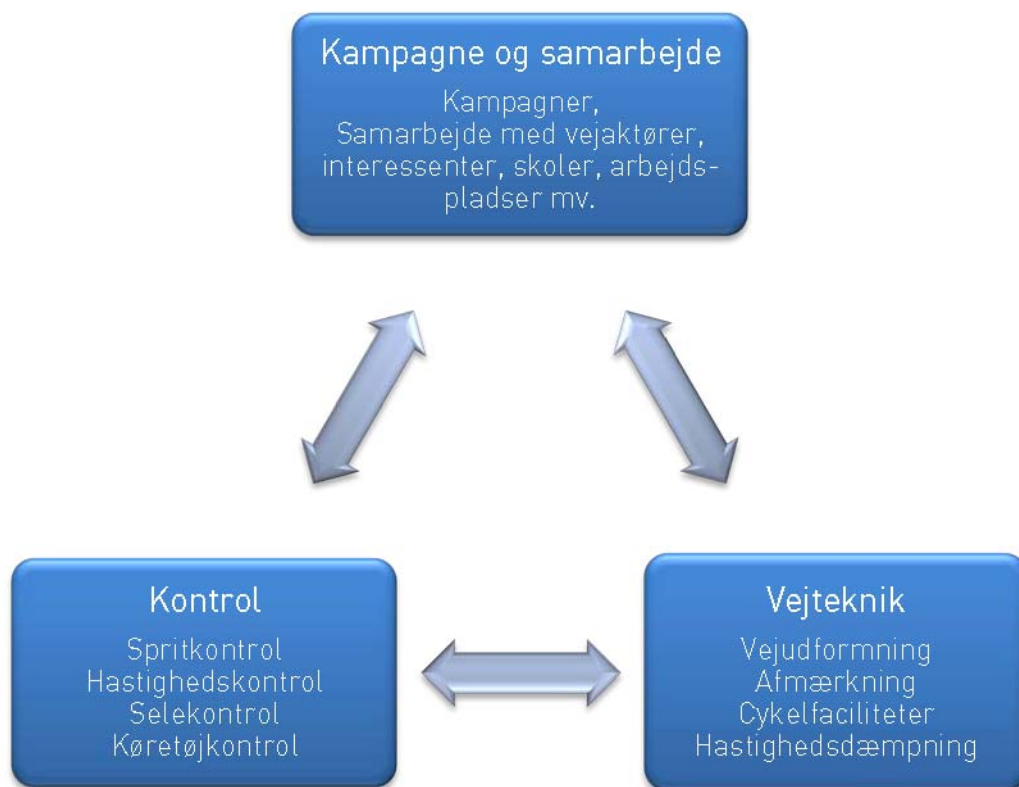 Kampagne og samarbejde
Kampagner,
Samarbejde med vejaktører,
interessenter, skoler, arbejds-
pladser mv.
Kontrol
Spritkontrol
Hastighedskontrol
Selekontrol
Køretøjkontrol
Vejteknik
Vejudformning
Afmærkning
Cykelfaciliteter
Hastighedsdæmpning